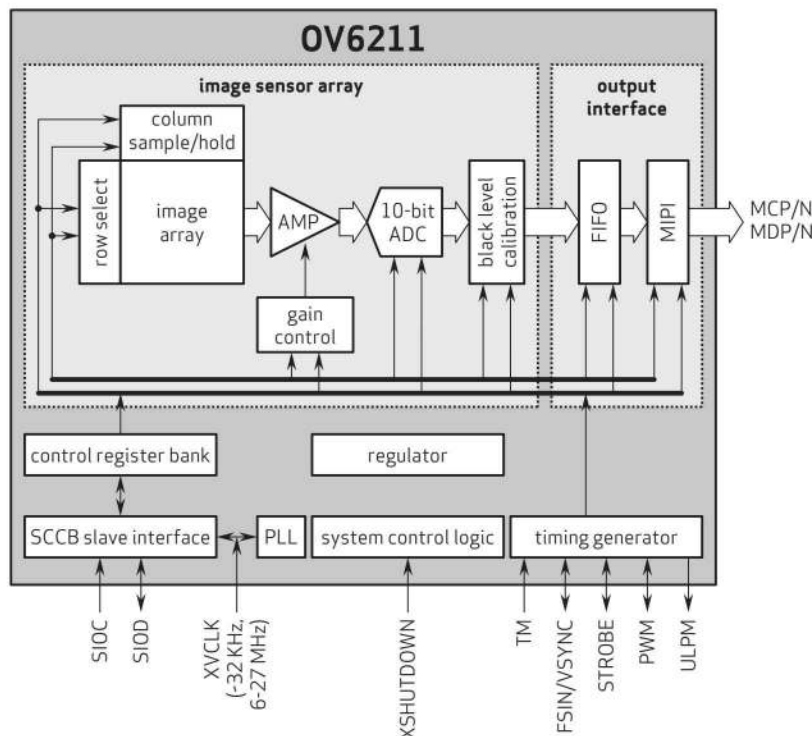 OV6211
image sensor array
output
interface
column
sample/hold
row select
image
array
AMP
10-bit
ADC
black level
calibration
FIFO
MIPI
MCP/N
MDP/N
gain
control
control register bank
regulator
SCCB slave interface
PLL
system control logic
timing generator
SIOC
SIOD
XVCLK
(-32 KHz,
6-27 MHz)
XSHUTDOWN
TM
FSIN/VSYNC
STROBE
PWM
ULPM